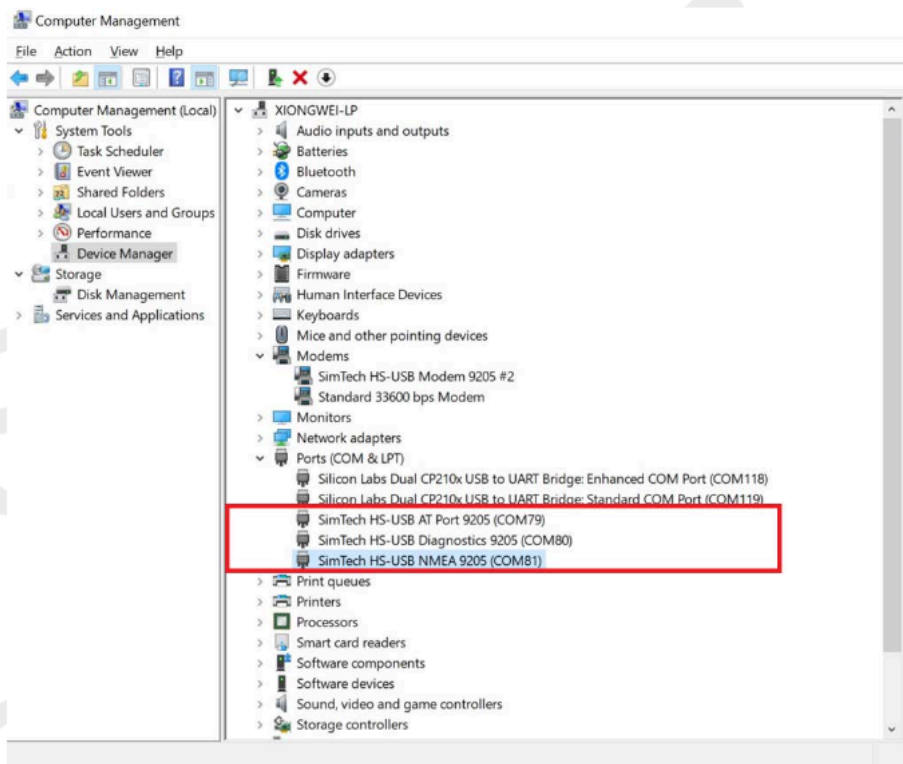 Computer Management
File Action View Help
Computer Management (Local)
System Tools
Task Scheduler
Event Viewer
Shared Folders
Local Users and Groups
Performance
Device Manager
Storage
Disk Management
Services and Applications
XIONGWEI-LP
Audio inputs and outputs
Batteries
Bluetooth
Cameras
Computer
Disk drives
Display adapters
Firmware
Human Interface Devices
Keyboards
Mice and other pointing devices
Modems
SimTech HS-USB Modem 9205 #2
Standard 33600 bps Modem
Monitors
Network adapters
Ports (COM & LPT)
Silicon Labs Dual CP210x USB to UART Bridge: Enhanced COM Port (COM118)
Silicon Labs Dual CP210x USB to UART Bridge: Standard COM Port (COM119)
SimTech HS-USB AT Port 9205 (COM79)
SimTech HS-USB Diagnostics 9205 (COM80)
SimTech HS-USB NMEA 9205 (COM81)
Print queues
Printers
Processors
Smart card readers
Software components
Software devices
Sound, video and game controllers
Storage controllers